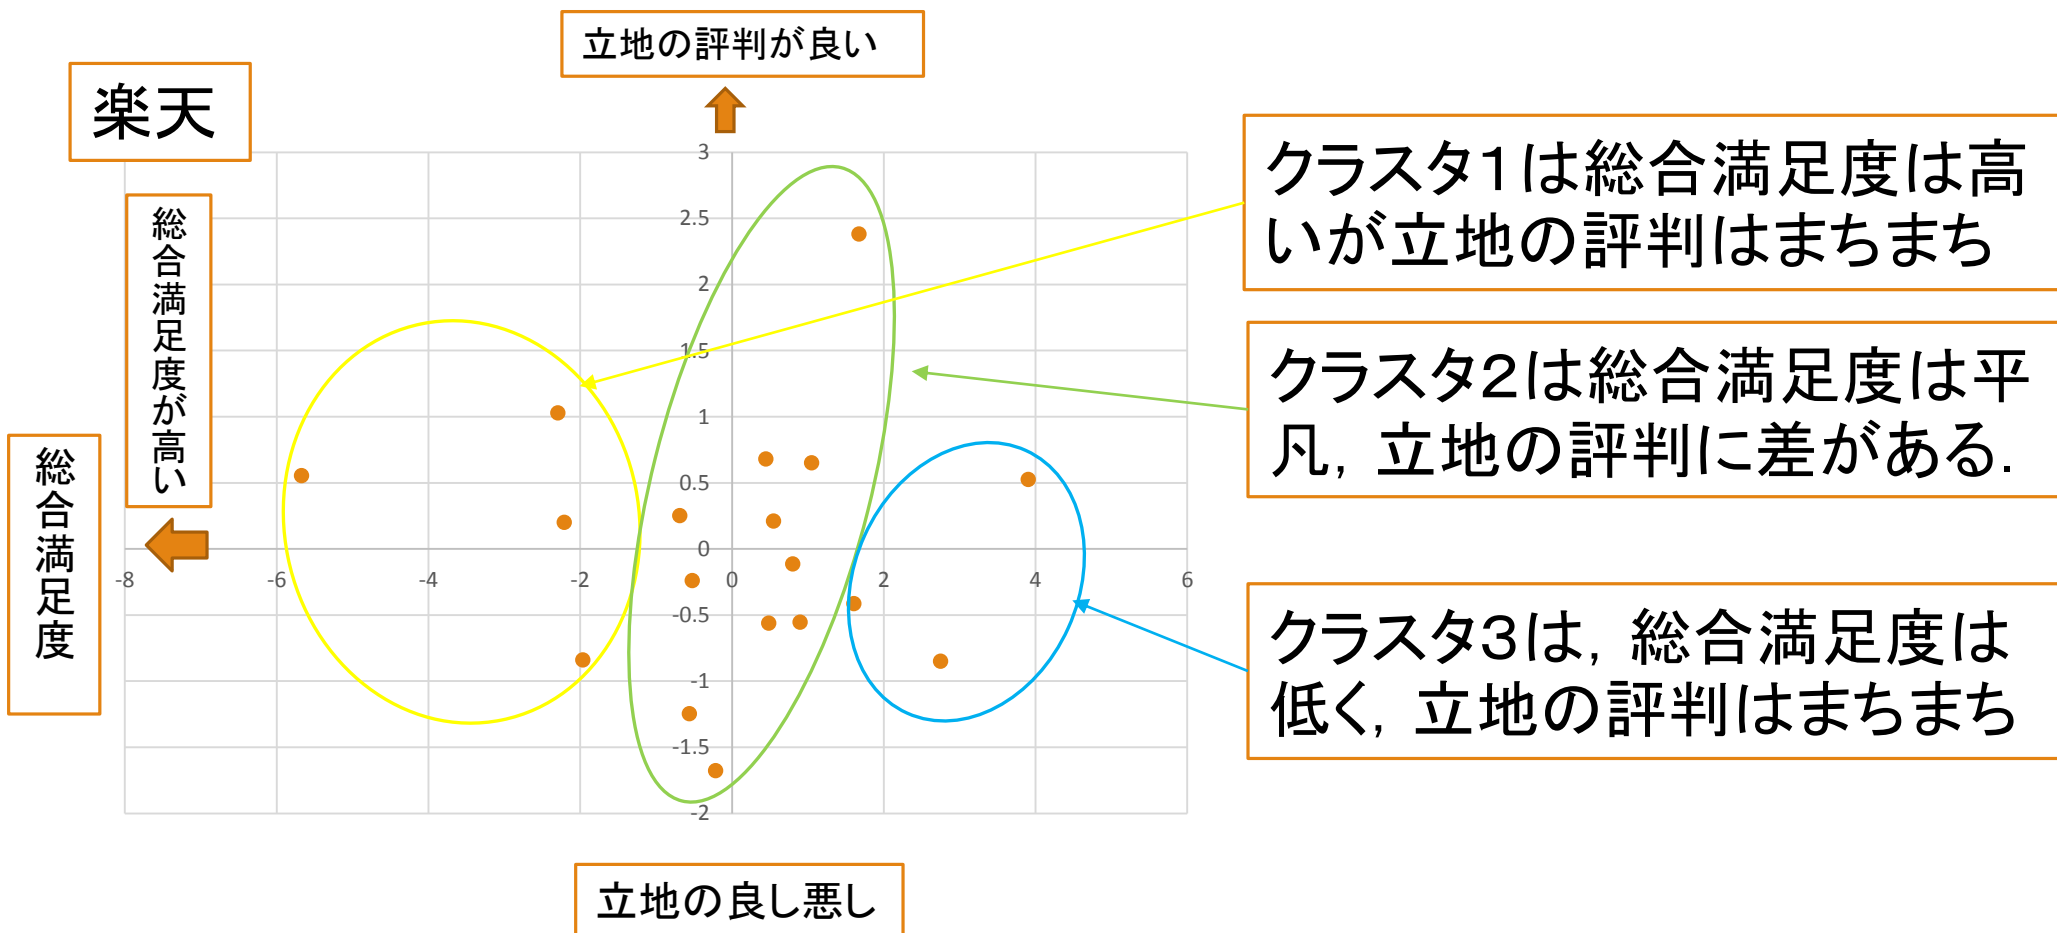 立地の評判が良い
楽天
総合満足度が高い
総合満足度
3
2.5
2
1.5
1
0.5
0
-0.5
-1
-1.5
-2
-8
-6
-4
-2
0
2
4
6
クラスタ1は総合満足度は高
いが立地の評判はまちまち
クラスタ2は総合満足度は平
凡，立地の評判に差がある．
クラスタ3は，総合満足度は
低く，立地の評判はまちまち
立地の良し悪し